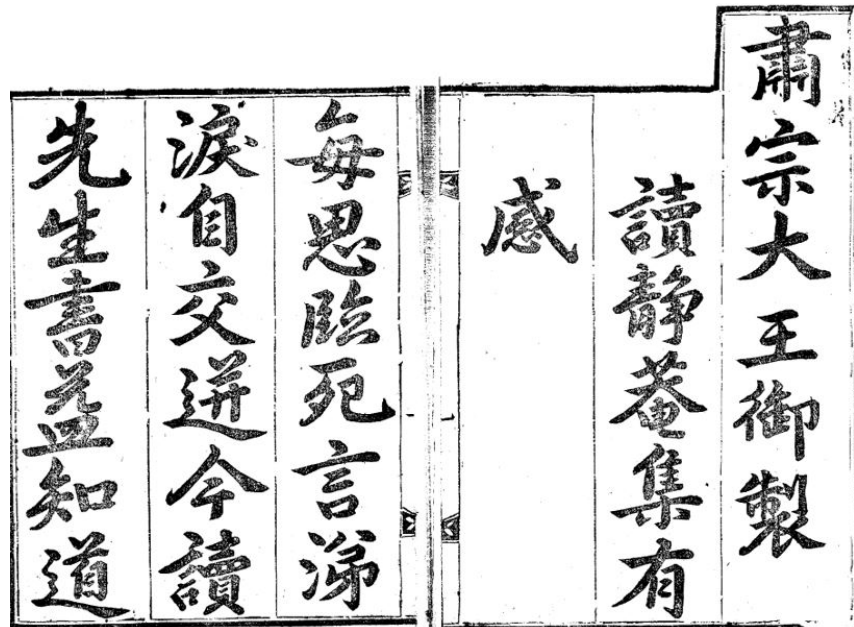 肅宗大王御製
讀靜菴集有
感
每思臨死言涕
淚自交迸今讀
先生書益知道